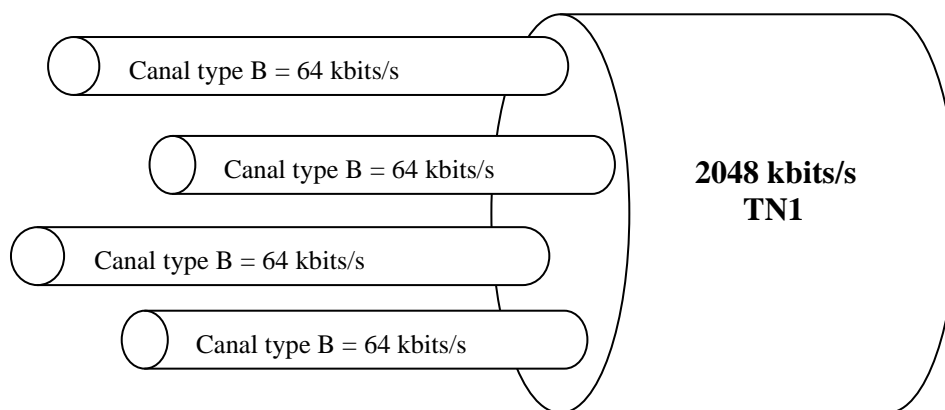 Canal type B = 64 kbits/s
Canal type B = 64 kbits/s
Canal type B = 64 kbits/s
Canal type B = 64 kbits/s
2048 kbits/s
TN1